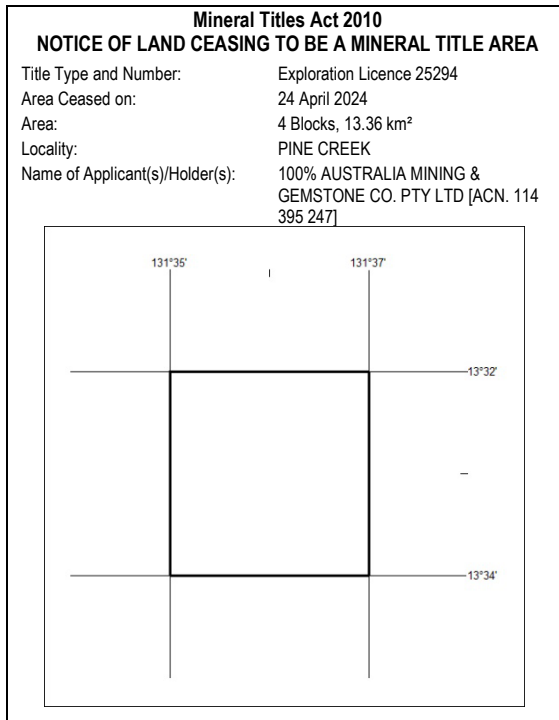 Mineral Titles Act 2010
NOTICE OF LAND CEASING TO BE A MINERAL TITLE AREA
Title Type and Number: Exploration Licence 25294
Area Ceased on: 24 April 2024
Area: 4 Blocks, 13.36 km²
Locality: PINE CREEK
Name of Applicant(s)/Holder(s): 100% AUSTRALIA MINING &
GEMSTONE CO. PTY LTD [ACN. 114
395 247]
131°35' 131°37'
13°32'
13°34'